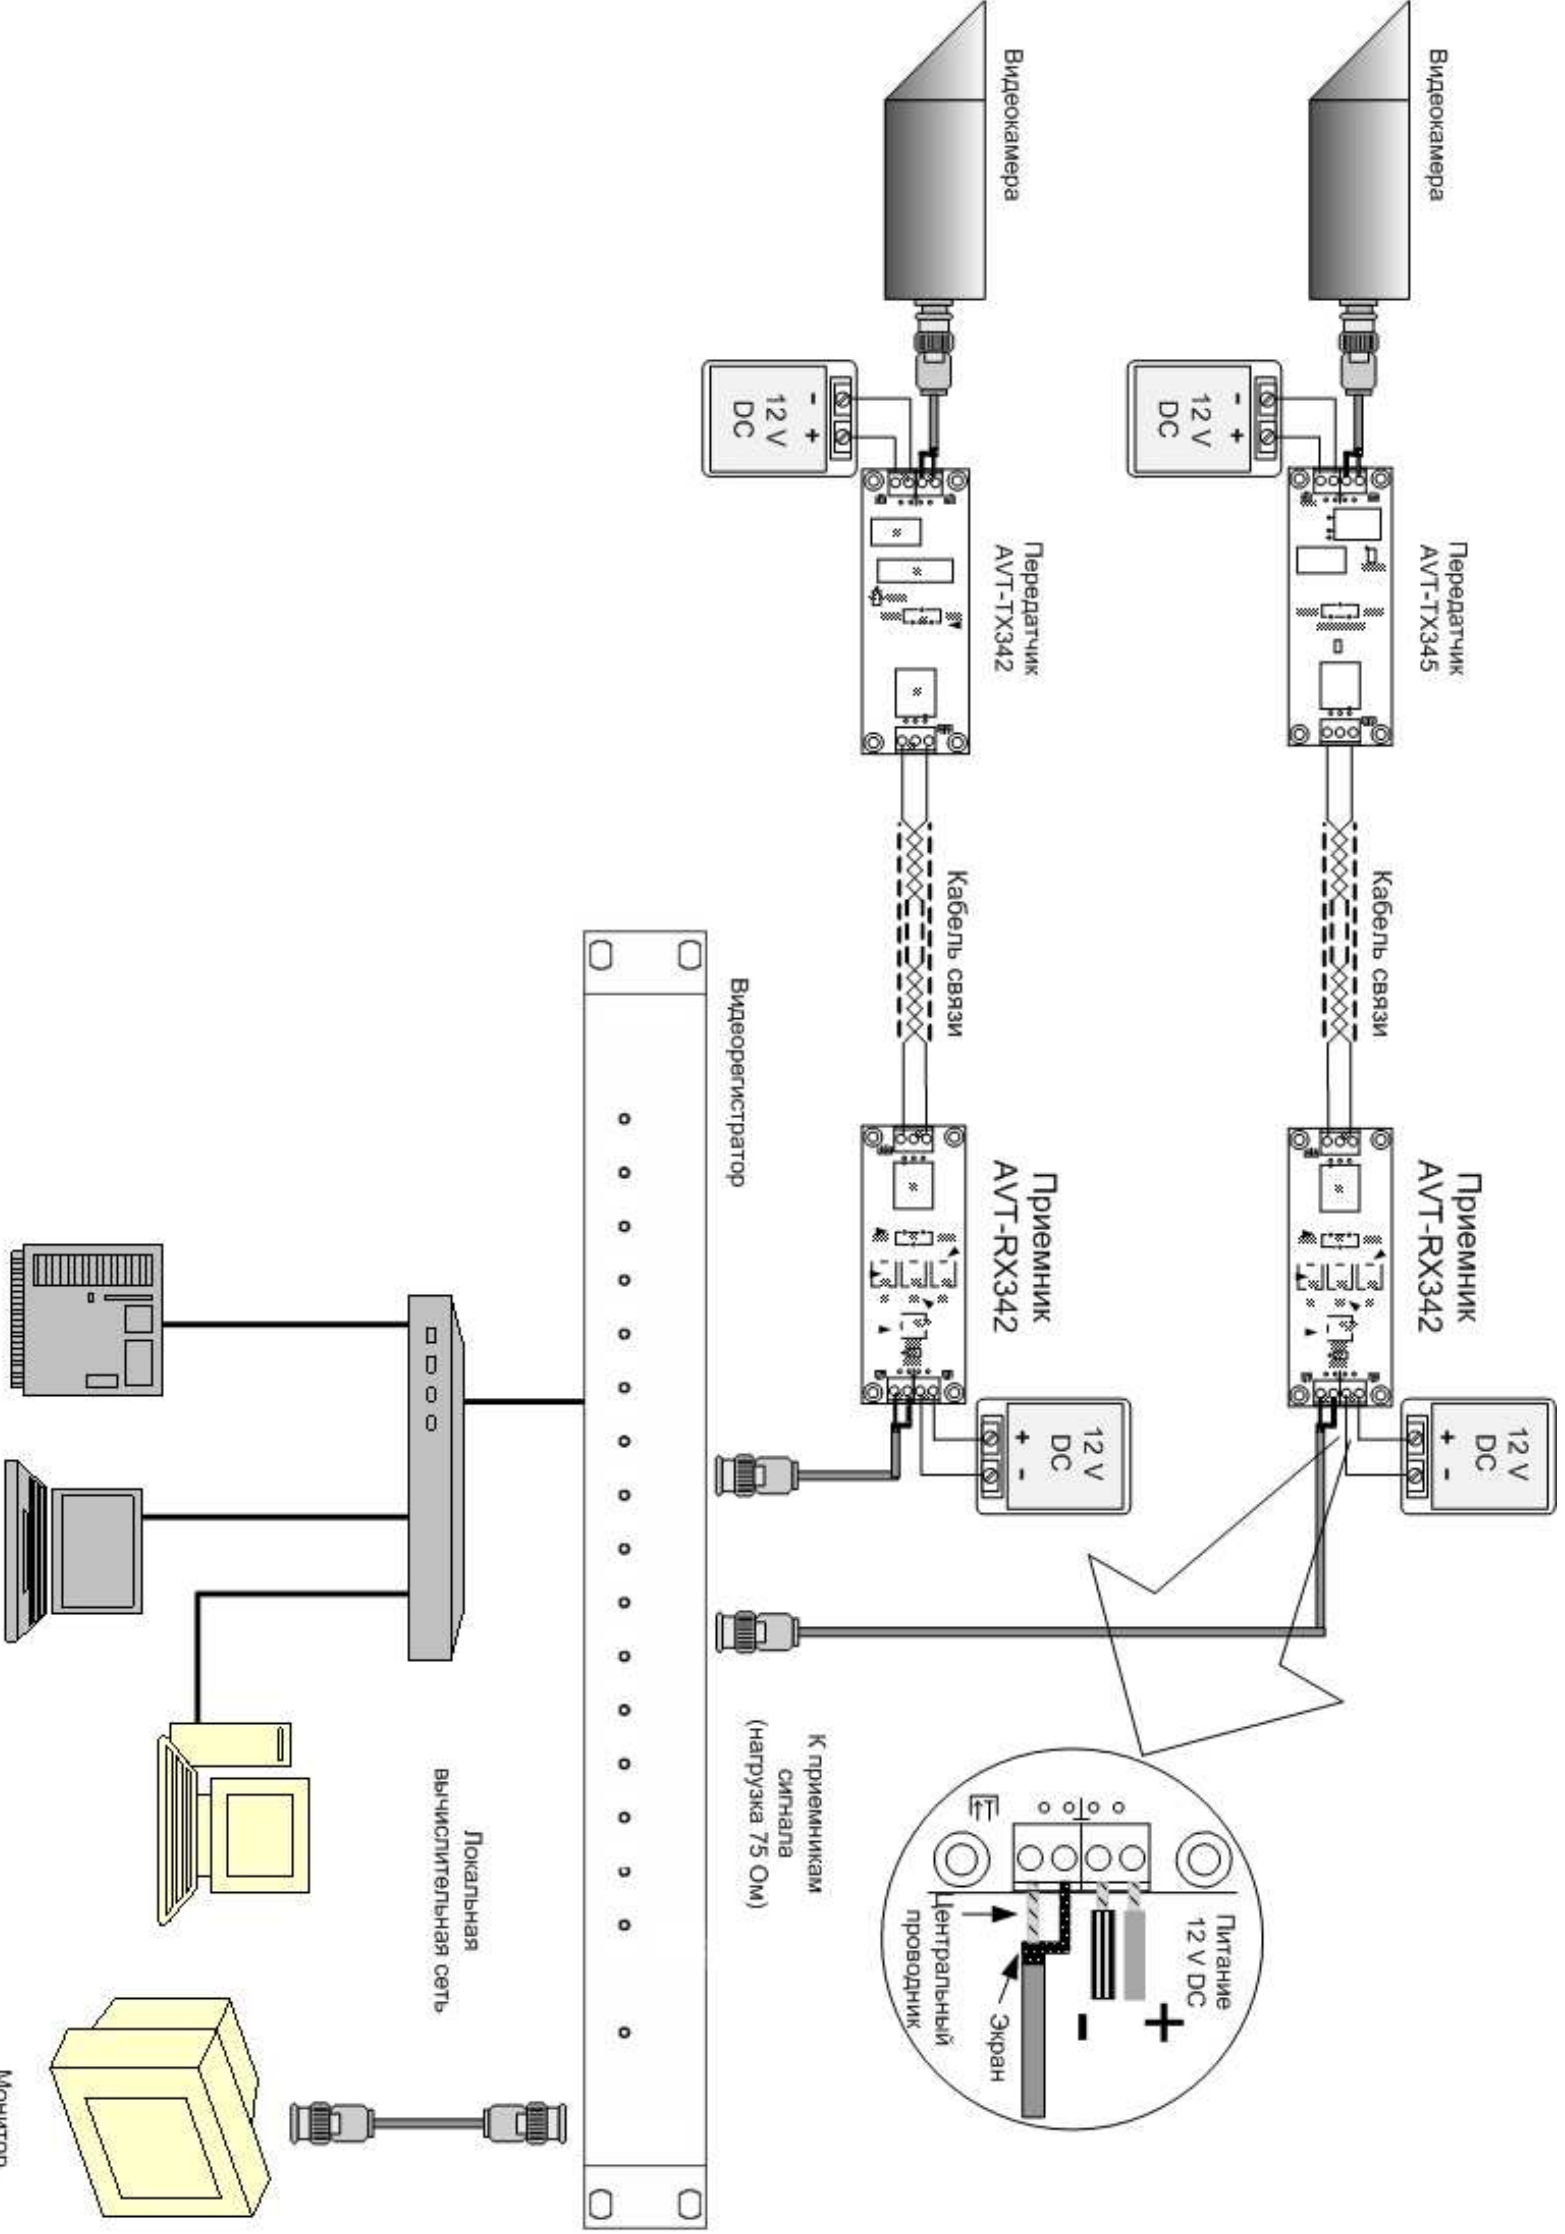 Видеокамера
Передатчик
AVT-TX345
12 V
DC
- +
Кабель связи
Приемник
AVT-RX342
12 V
DC
+ -
Видеокамера
Передатчик
AVT-TX342
12 V
DC
- +
Кабель связи
Приемник
AVT-RX342
12 V
DC
+ -
Питание
12 V DC
+
-
Экран
Центральный
проводник
К приемникам
сигнала
(нагрузка 75 Ом)
Видеорегистратор
Локальная
вычислительная сеть
Монитор